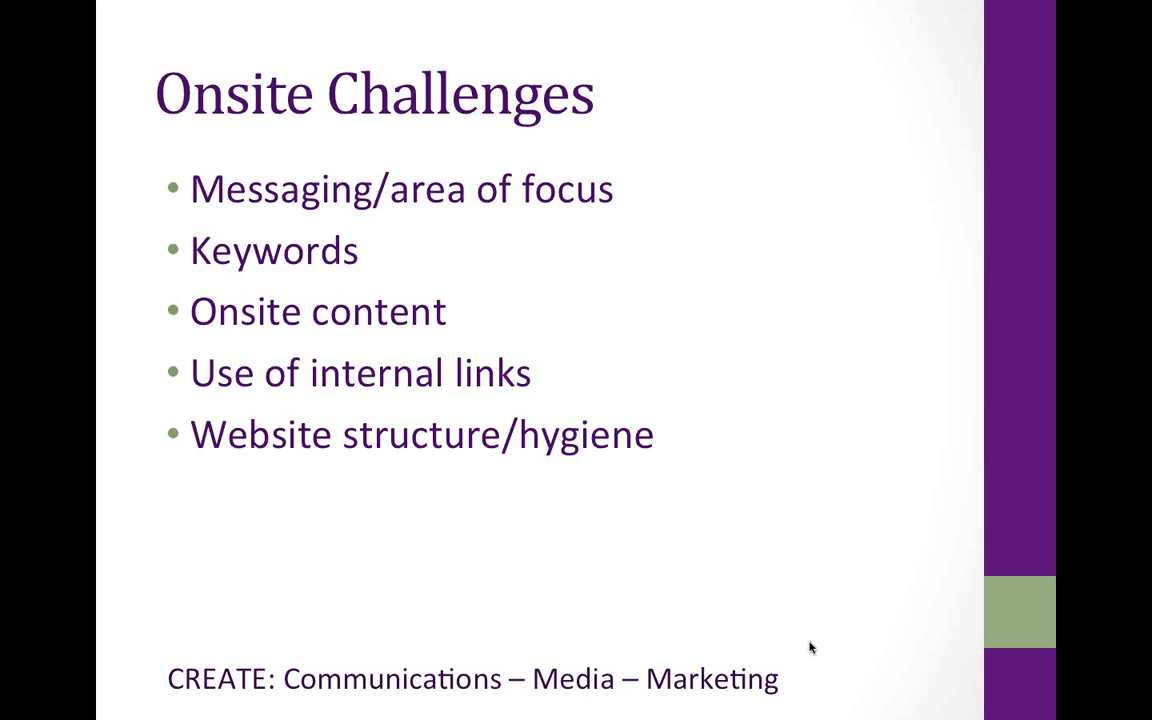 Onsite Challenges
• Messaging/area of focus
• Keywords
• Onsite content
• Use of internal links
• Website structure/hygiene
CREATE: Communications – Media – Marketing